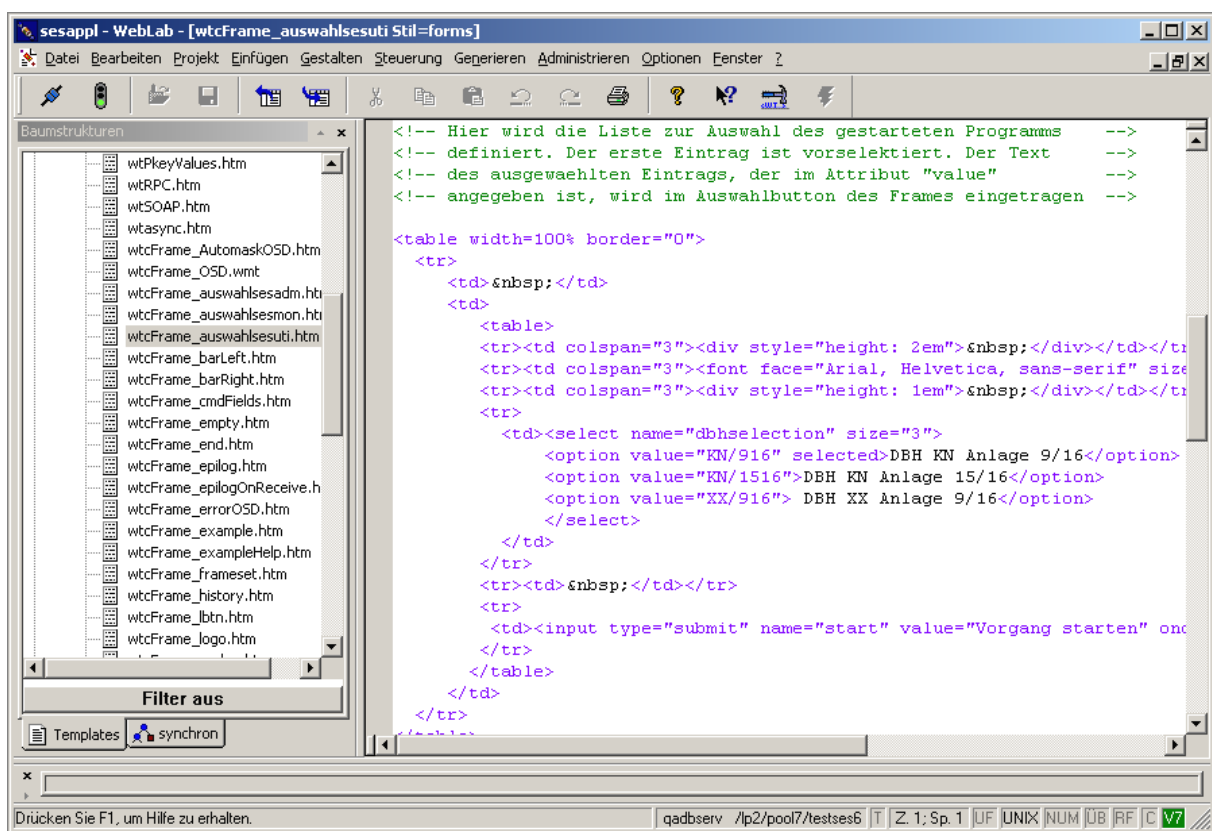 sesappl - WebLab - [wtcFrame_auswahlsesuti Stil=forms]
Datei Bearbeiten Projekt Einfügen Gestalten Steuerung Generieren Administrieren Optionen Fenster ?
Baumstrukturen
wtPkeyValues.htm
wtRPC.htm
wtSOAP.htm
wtasync.htm
wtcFrame_AutomaskOSD.htm
wtcFrame_OSD.wmt
wtcFrame_auswahlsesadm.htm
wtcFrame_auswahlsesmon.htm
wtcFrame_auswahlsesuti.htm
wtcFrame_barLeft.htm
wtcFrame_barRight.htm
wtcFrame_cmdFields.htm
wtcFrame_empty.htm
wtcFrame_end.htm
wtcFrame_epilog.htm
wtcFrame_epilogOnReceive.h
wtcFrame_errorOSD.htm
wtcFrame_example.htm
wtcFrame_exampleHelp.htm
wtcFrame_frameset.htm
wtcFrame_history.htm
wtcFrame_lbtn.htm
wtcFrame_logo.htm
Filter aus
Templates synchron
<!-- Hier wird die Liste zur Auswahl des gestarteten Programms -->
<!-- definiert. Der erste Eintrag ist vorselektiert. Der Text -->
<!-- des ausgewaehlten Eintrags, der im Attribut "value" -->
<!-- angegeben ist, wird im Auswahlbutton des Frames eingetragen -->
<table width=100% border="0">
<tr>
<td>&nbsp;</td>
<td>
<table>
<tr><td colspan="3"><div style="height: 2em">&nbsp;</div></td></tr
<tr><td colspan="3"><font face="Arial, Helvetica, sans-serif" size
<tr><td colspan="3"><div style="height: 1em">&nbsp;</div></td></tr
<tr>
<td><select name="dbhselection" size="3">
<option value="KN/916" selected>DBH KN Anlage 9/16</option>
<option value="KN/1516">DBH KN Anlage 15/16</option>
<option value="XX/916"> DBH XX Anlage 9/16</option>
</select>
</td>
</tr>
<tr><td>&nbsp;</td></tr>
<tr>
<td><input type="submit" name="start" value="Vorgang starten" onc
</tr>
</table>
</td>
</tr>
</table>
Drücken Sie F1, um Hilfe zu erhalten.
qadbserv /lp2/pool7/testses6 T Z. 1; Sp. 1 UF UNIX NUM ÜB RF C V7